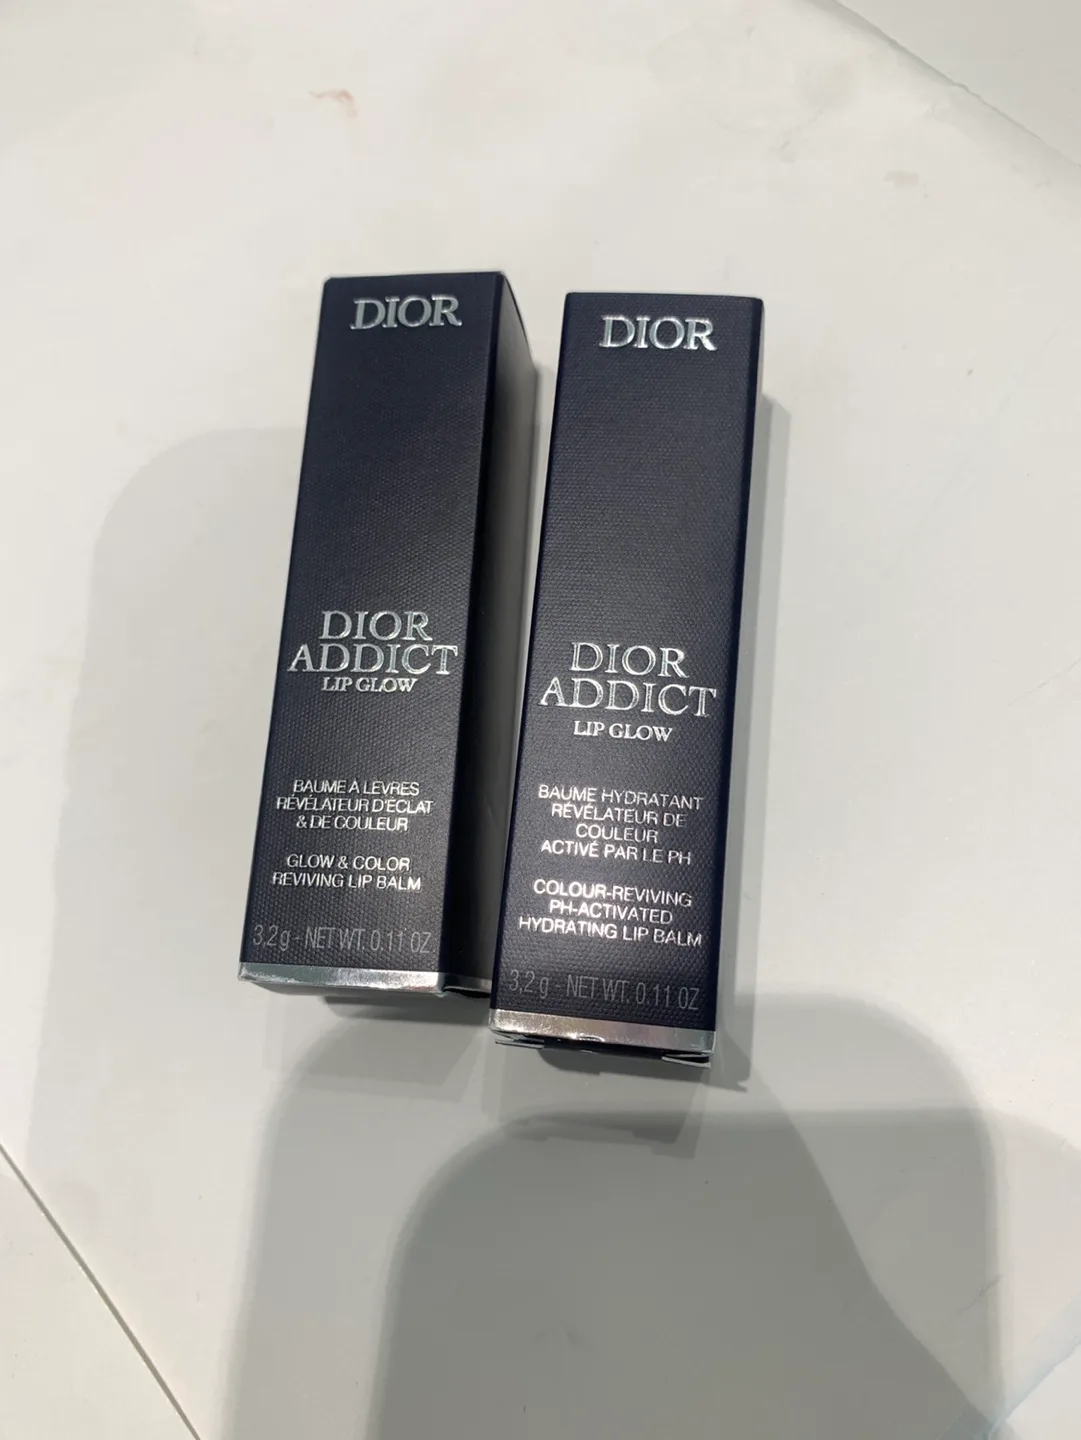 DIOR
DIOR
ADDICT
LIP GLOW
BAUME À LÈVRES
RÉVÉLATEUR D'ÉCLAT
& DE COULEUR
GLOW & COLOR
REVIVING LIP BALM
3.2 g - NET WT. 0.11 OZ
DIOR
DIOR
ADDICT
LIP GLOW
BAUME HYDRATANT
RÉVÉLATEUR DE
COULEUR
ACTIVÉ PAR LE PH
COLOUR-REVIVING
PH-ACTIVATED
HYDRATING LIP BALM
3,2 g - NET WT. 0.11 OZ